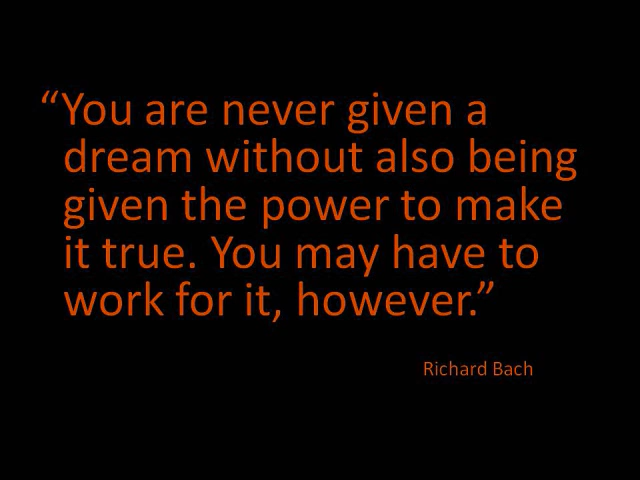 “You are never given a
dream without also being
given the power to make
it true. You may have to
work for it, however.”
Richard Bach